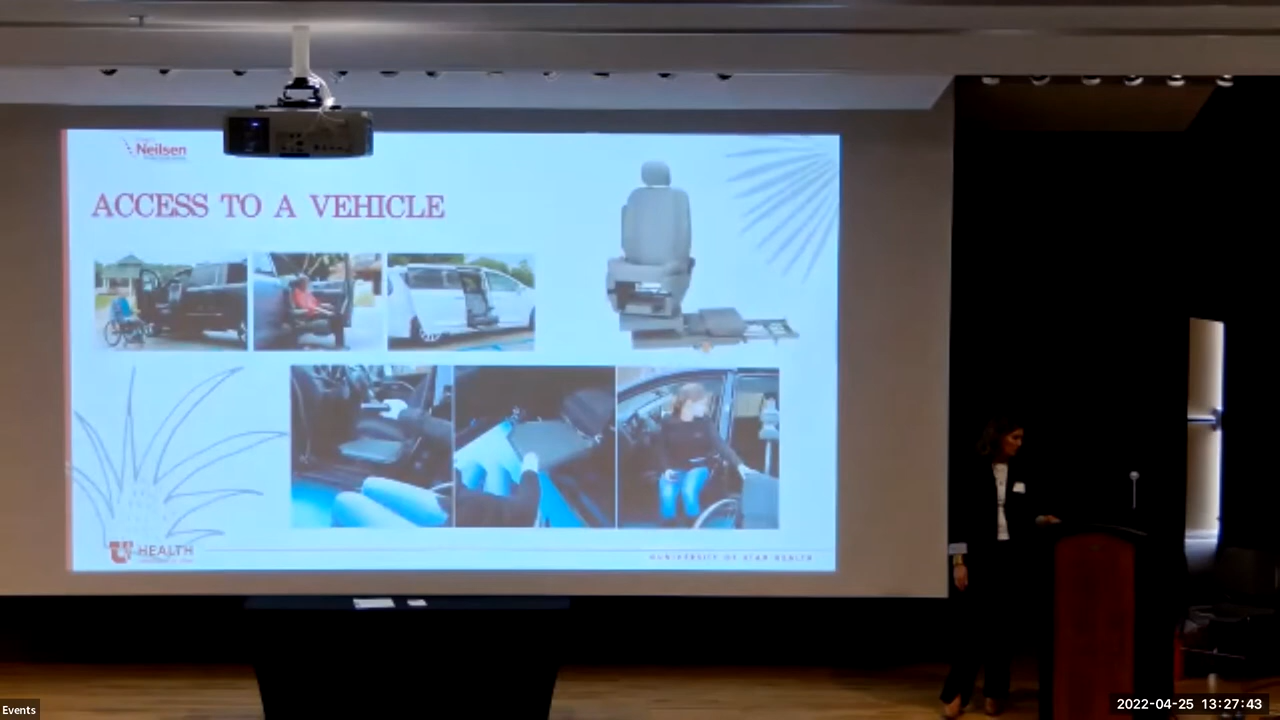 Neilsen
ACCESS TO A VEHICLE
U HEALTH
©UNIVERSITY OF UTAH HEALTH
Events
2022-04-25 13:27:43